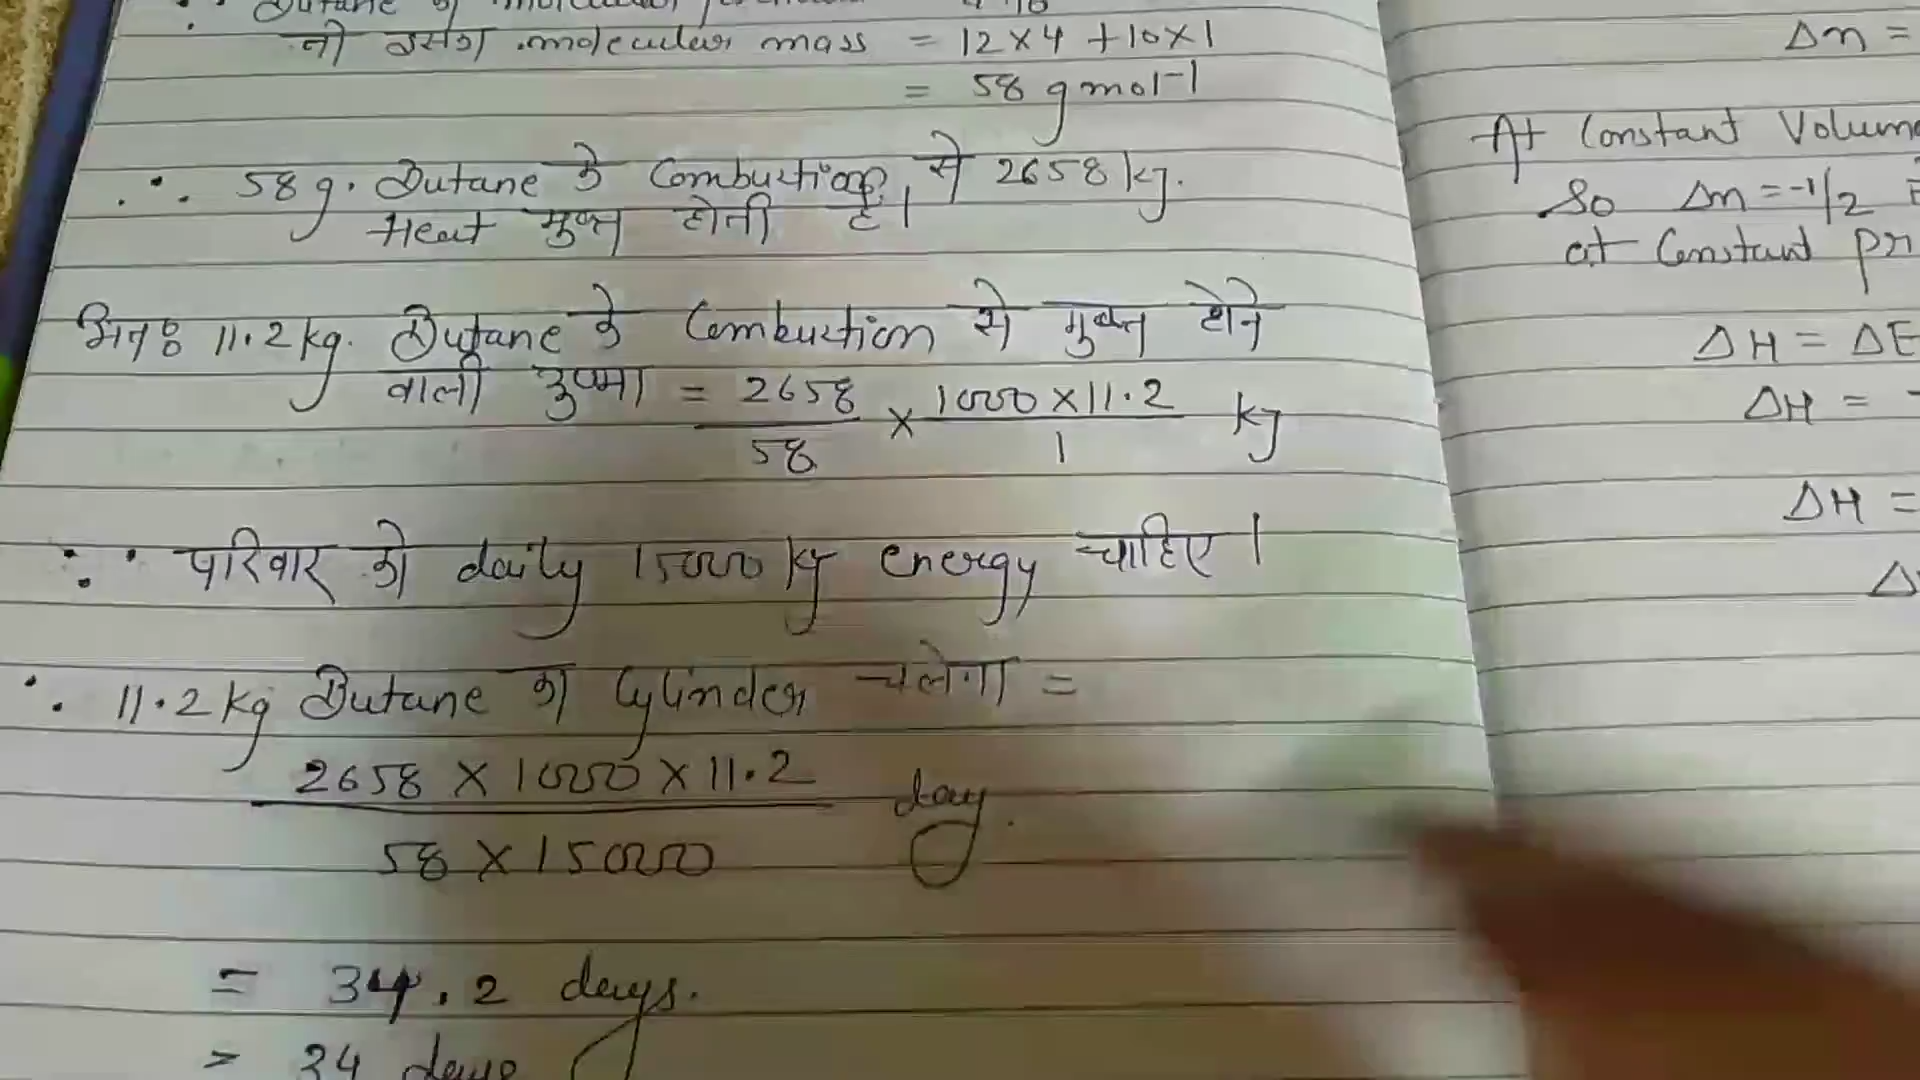 तो इसका molecular mass = 12 × 4 + 10 × 1
= 58 g mol-1
∴ 58 g. Butane के Combustion से 2658 kJ.
Heat मुक्त होती है।
अतः 11.2 kg. Butane के Combustion से मुक्त होने
वाली ऊष्मा = 2658/58 × 1000 × 11.2/1 kJ
∵ परिवार को daily 15000 kJ energy चाहिए।
∴ 11.2 kg Butane का Cylinder चलेगा =
2658 × 1000 × 11.2
58 × 15000
day.
= 34.2 days.
= 34 days
Δn =
At Constant Volume
So Δn = -1/2
at Constant pr
ΔH = ΔE
ΔH = -
ΔH =
Δ